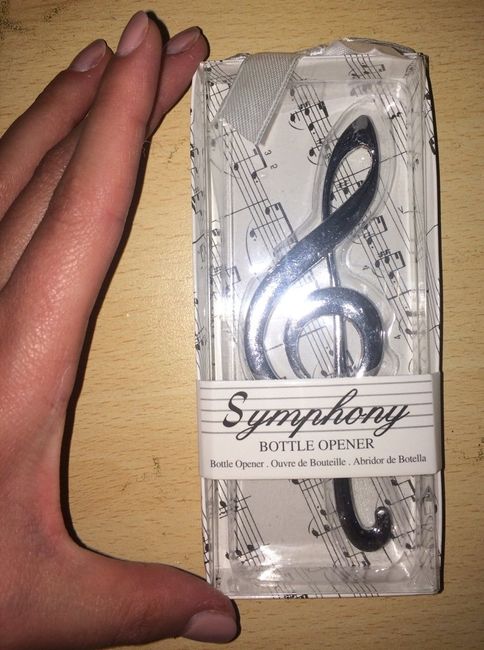 Symphony
BOTTLE OPENER
Bottle Opener . Ouvre de Bouteille . Abridor de Botella